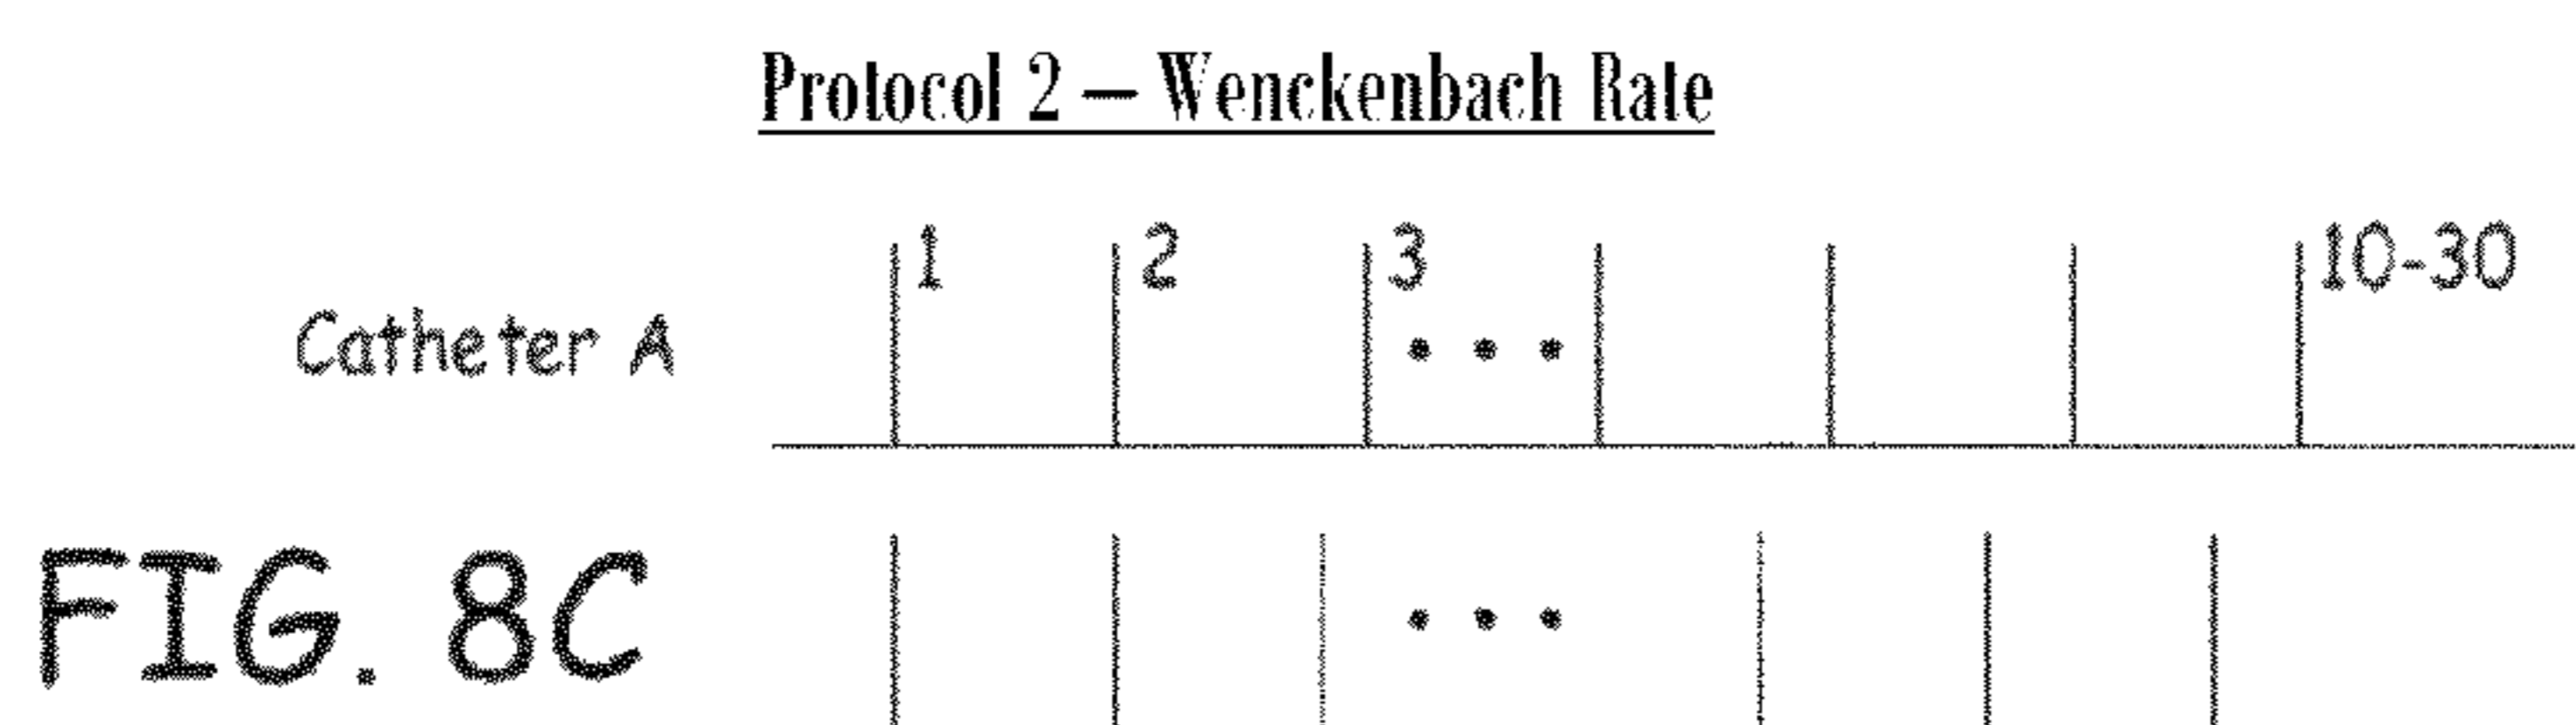 Protocol 2 – Wenckenbach Rate
1 2 3 10-30
Catheter A
• • •
FIG. 8C
• • •